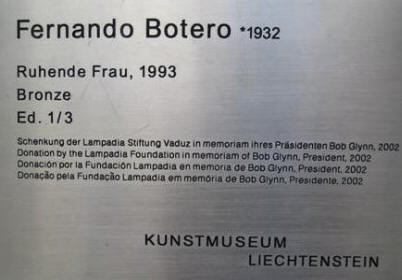 Fernando Botero *1932
Ruhende Frau, 1993
Bronze
Ed. 1/3
Schenkung der Lampadia Stiftung Vaduz in memoriam ihres Präsidenten Bob Glynn, 2002
Donation by the Lampadia Foundation in memoriam of Bob Glynn, President, 2002
Donación por la Fundación Lampadia en memoria de Bob Glynn, President, 2002
Donação pela Fundação Lampadia em memória de Bob Glynn, Presidente, 2002
KUNSTMUSEUM
LIECHTENSTEIN